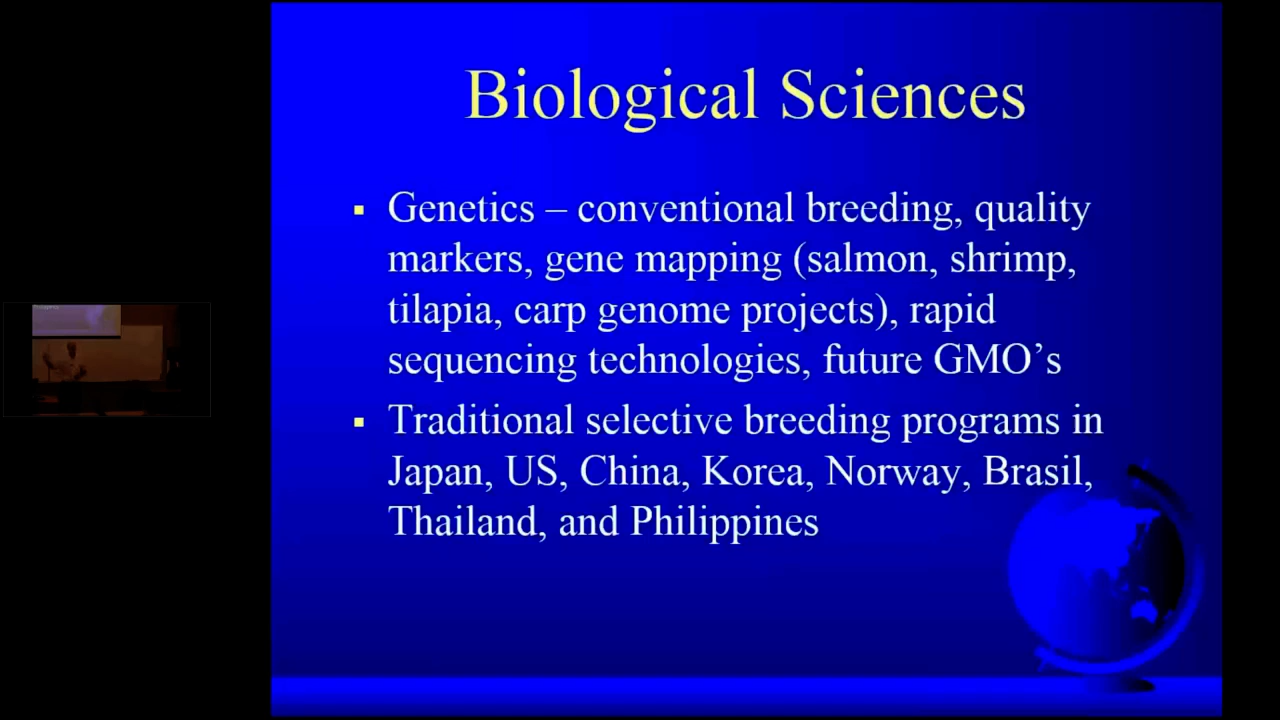 Biological Sciences
▪ Genetics – conventional breeding, quality
markers, gene mapping (salmon, shrimp,
tilapia, carp genome projects), rapid
sequencing technologies, future GMO’s
▪ Traditional selective breeding programs in
Japan, US, China, Korea, Norway, Brasil,
Thailand, and Philippines